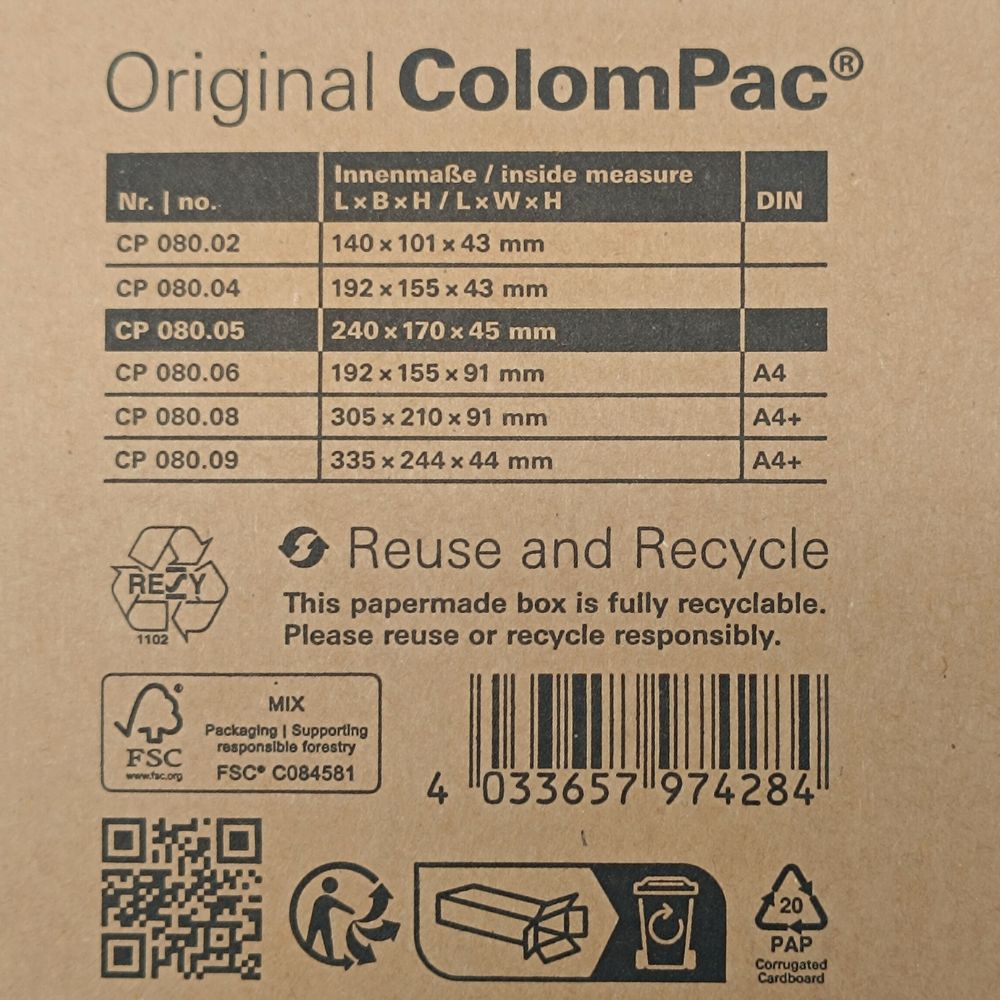 Original ColomPac®
Nr. | no. Innenmaße / inside measure L x B x H / L x W x H DIN
CP 080.02 140 x 101 x 43 mm
CP 080.04 192 x 155 x 43 mm
CP 080.05 240 x 170 x 45 mm
CP 080.06 192 x 155 x 91 mm A4
CP 080.08 305 x 210 x 91 mm A4+
CP 080.09 335 x 244 x 44 mm A4+
RESY
1102
Reuse and Recycle
This papermade box is fully recyclable.
Please reuse or recycle responsibly.
FSC
www.fsc.org
MIX
Packaging | Supporting
responsible forestry
FSC® C084581
4 033657 974284
20
PAP
Corrugated
Cardboard